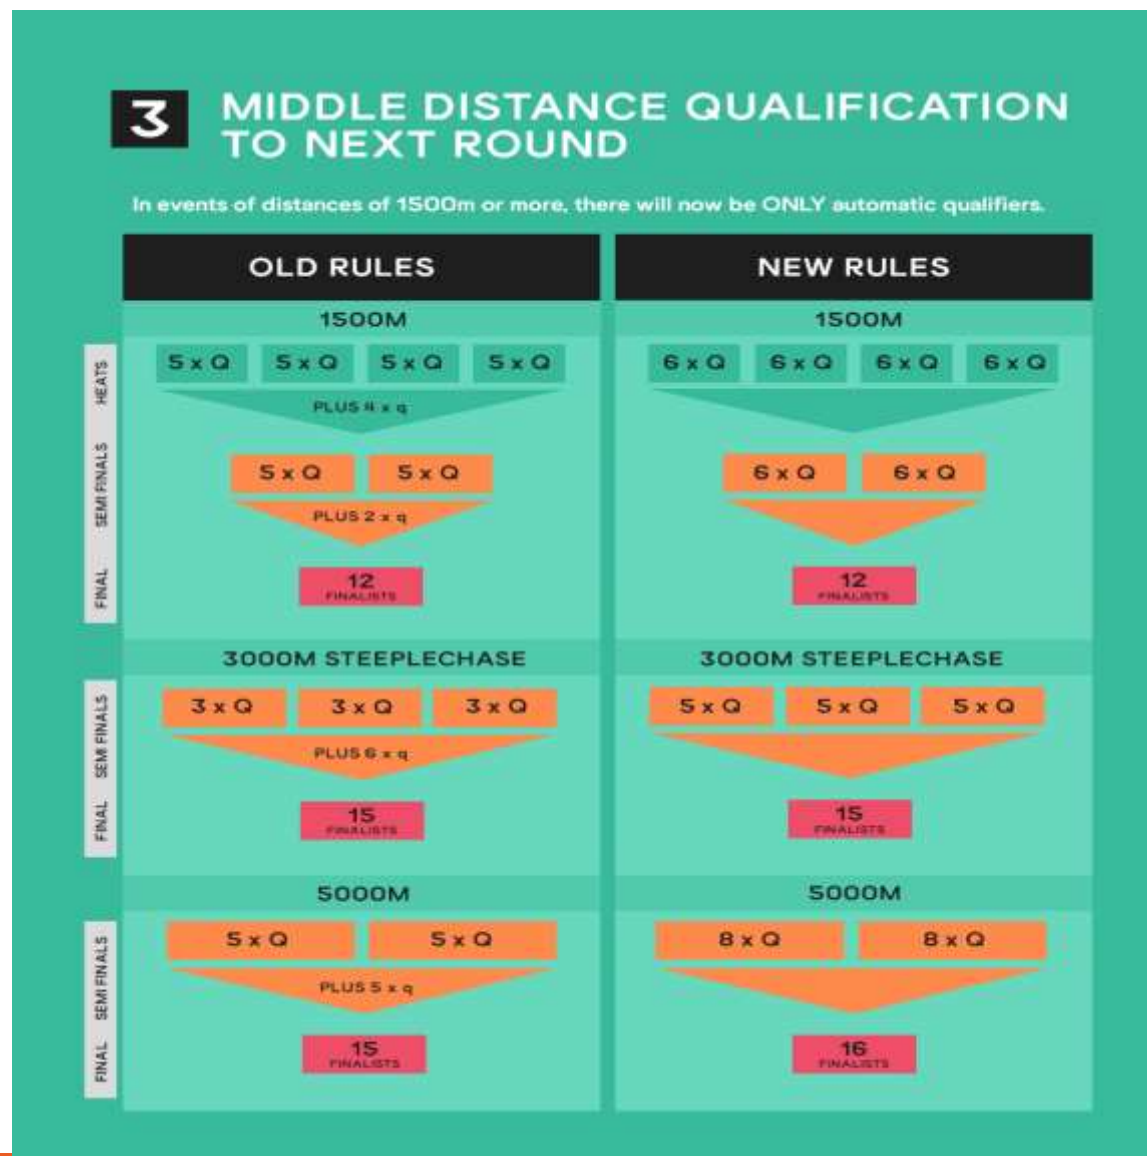 3
MIDDLE DISTANCE QUALIFICATION
TO NEXT ROUND
In events of distances of 1500m or more, there will now be ONLY automatic qualifiers.
OLD RULES
NEW RULES
HEATS
SEMI FINALS
FINAL
1500M
5 x Q 5 x Q 5 x Q 5 x Q
PLUS 4 x q
5 x Q 5 x Q
PLUS 2 x q
12
FINALISTS
1500M
6 x Q 6 x Q 6 x Q 6 x Q
6 x Q 6 x Q
12
FINALISTS
SEMI FINALS
FINAL
3000M STEEPLECHASE
3 x Q 3 x Q 3 x Q
PLUS 6 x q
15
FINALISTS
3000M STEEPLECHASE
5 x Q 5 x Q 5 x Q
15
FINALISTS
SEMI FINALS
FINAL
5000M
5 x Q 5 x Q
PLUS 5 x q
15
FINALISTS
5000M
8 x Q 8 x Q
16
FINALISTS